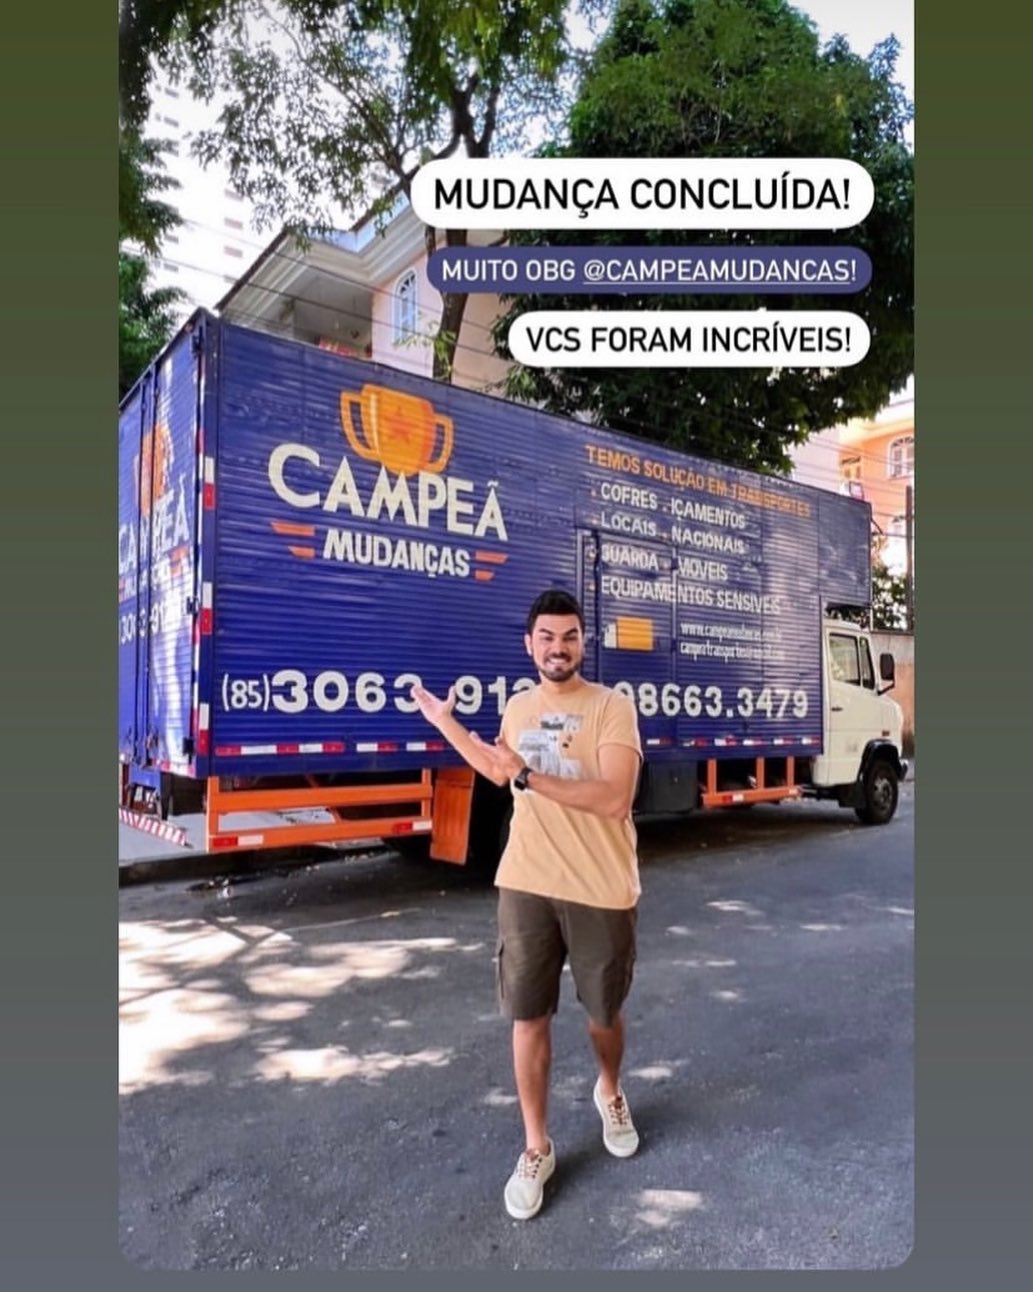 MUDANÇA CONCLUÍDA!
MUITO OBG @CAMPEAMUDANCAS!
VCS FORAM INCRÍVEIS!
CAMPEÃ
MUDANÇAS
TEMOS SOLUÇÃO EM TRANSPORTES
• COFRES • IÇAMENTOS
• LOCAIS • NACIONAIS
• GUARDA • MÓVEIS
• EQUIPAMENTOS SENSÍVEIS
(85)3063 91 98663.3479